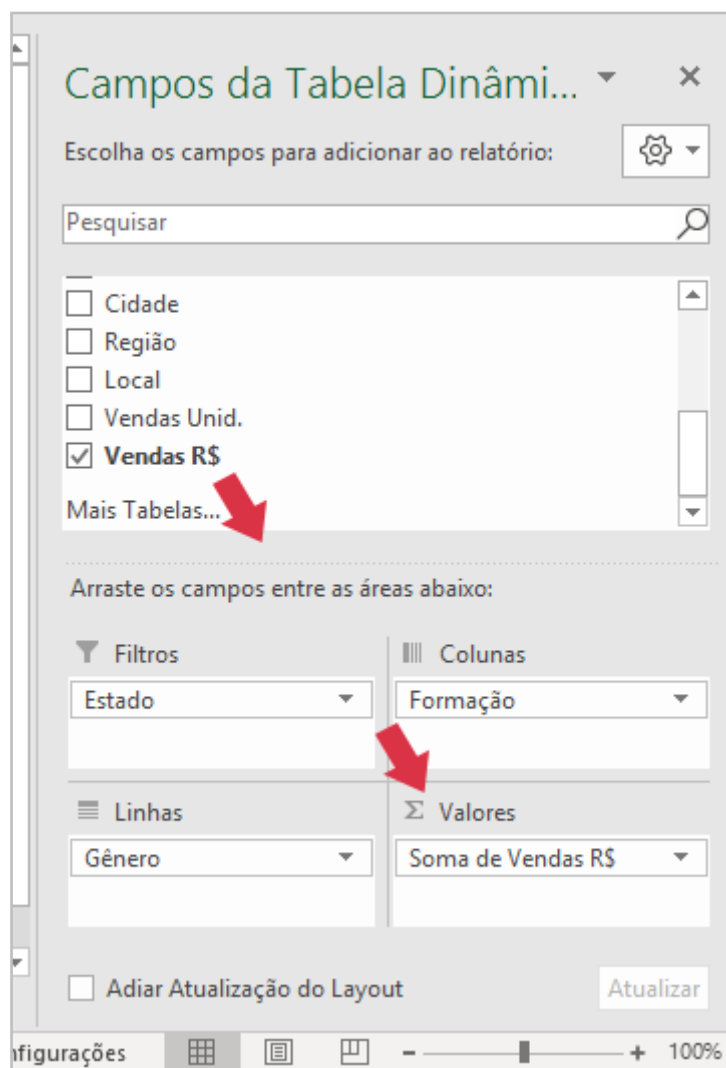 Campos da Tabela Dinâmi...
Escolha os campos para adicionar ao relatório:
Pesquisar
Cidade
Região
Local
Vendas Unid.
Vendas R$
Mais Tabelas...
Arraste os campos entre as áreas abaixo:
Filtros
Colunas
Estado
Formação
Linhas
Σ Valores
Gênero
Soma de Vendas R$
Adiar Atualização do Layout
Atualizar
nfigurações
100%